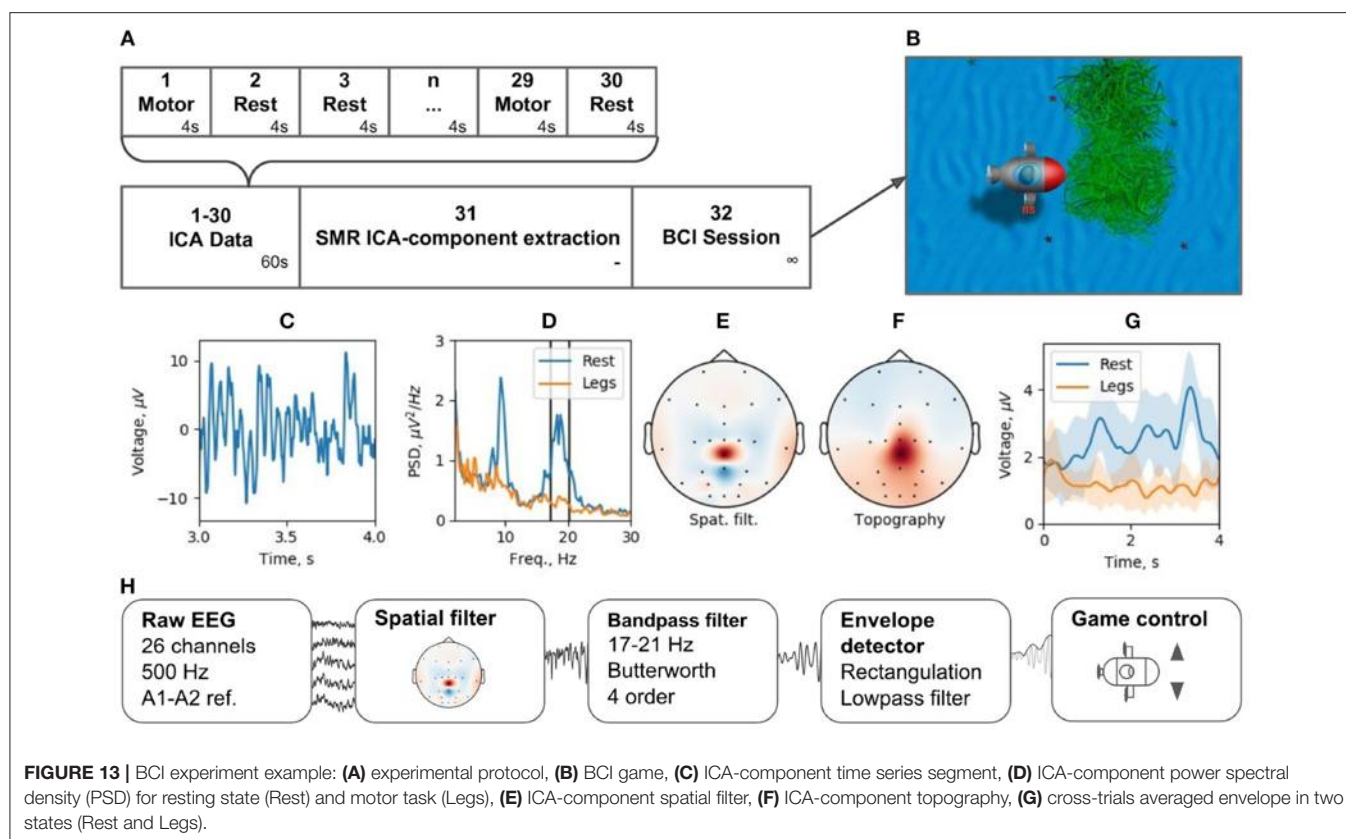 A
B
1 2 3 n 29 30
Motor Rest Rest ... Motor Rest
4s 4s 4s 4s 4s 4s
1-30
ICA Data
60s
31
SMR ICA-component extraction
-
32
BCI Session
∞
ns
C
10
0
−10
Voltage, μV
3.0 3.5 4.0
Time, s
D
3
2
1
0
PSD, μV²/Hz
Rest
Legs
10 20 30
Freq., Hz
E
Spat. filt.
F
Topography
G
Rest
Legs
4
2
0
Voltage, μV
0 2 4
Time, s
H
Raw EEG
26 channels
500 Hz
A1-A2 ref.
Spatial filter
Bandpass filter
17-21 Hz
Butterworth
4 order
Envelope
detector
Rectangulation
Lowpass filter
Game control
FIGURE 13 | BCI experiment example: (A) experimental protocol, (B) BCI game, (C) ICA-component time series segment, (D) ICA-component power spectral
density (PSD) for resting state (Rest) and motor task (Legs), (E) ICA-component spatial filter, (F) ICA-component topography, (G) cross-trials averaged envelope in two
states (Rest and Legs).